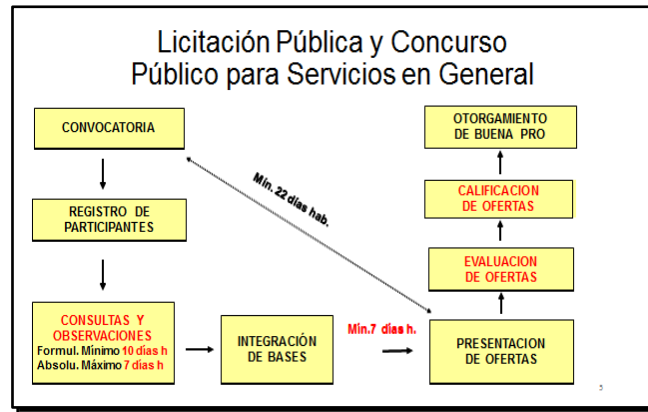 Licitación Pública y Concurso
Público para Servicios en General
CONVOCATORIA
REGISTRO DE
PARTICIPANTES
CONSULTAS Y
OBSERVACIONES
Formul. Mínimo 10 días h
Absolu. Máximo 7 días h
INTEGRACIÓN
DE BASES
Mín.7 días h.
Mín. 22 días hab.
PRESENTACION
DE OFERTAS
EVALUACION
DE OFERTAS
CALIFICACION
DE OFERTAS
OTORGAMIENTO
DE BUENA PRO
5